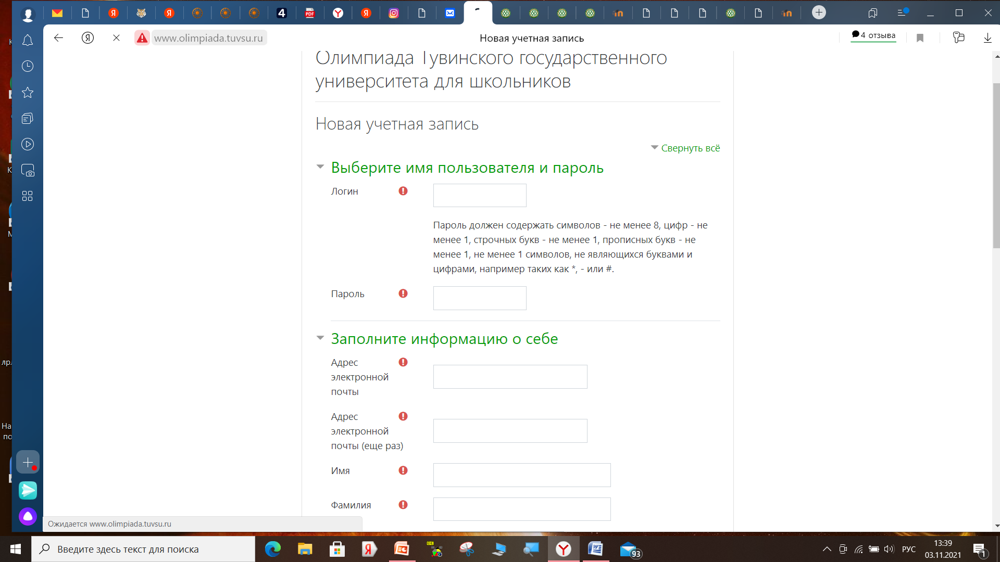 4
PDF
www.olimpiada.tuvsu.ru
Новая учетная запись
4 отзыва
Олимпиада Тувинского государственного
университета для школьников
Новая учетная запись
Свернуть всё
Выберите имя пользователя и пароль
Логин
Пароль должен содержать символов - не менее 8, цифр - не
менее 1, строчных букв - не менее 1, прописных букв - не
менее 1, не менее 1 символов, не являющихся буквами и
цифрами, например таких как *, - или #.
Пароль
Заполните информацию о себе
Адрес
электронной
почты
Адрес
электронной
почты (еще раз)
Имя
Фамилия
Ожидается www.olimpiada.tuvsu.ru
Введите здесь текст для поиска
93
РУС
13:39
03.11.2021
1